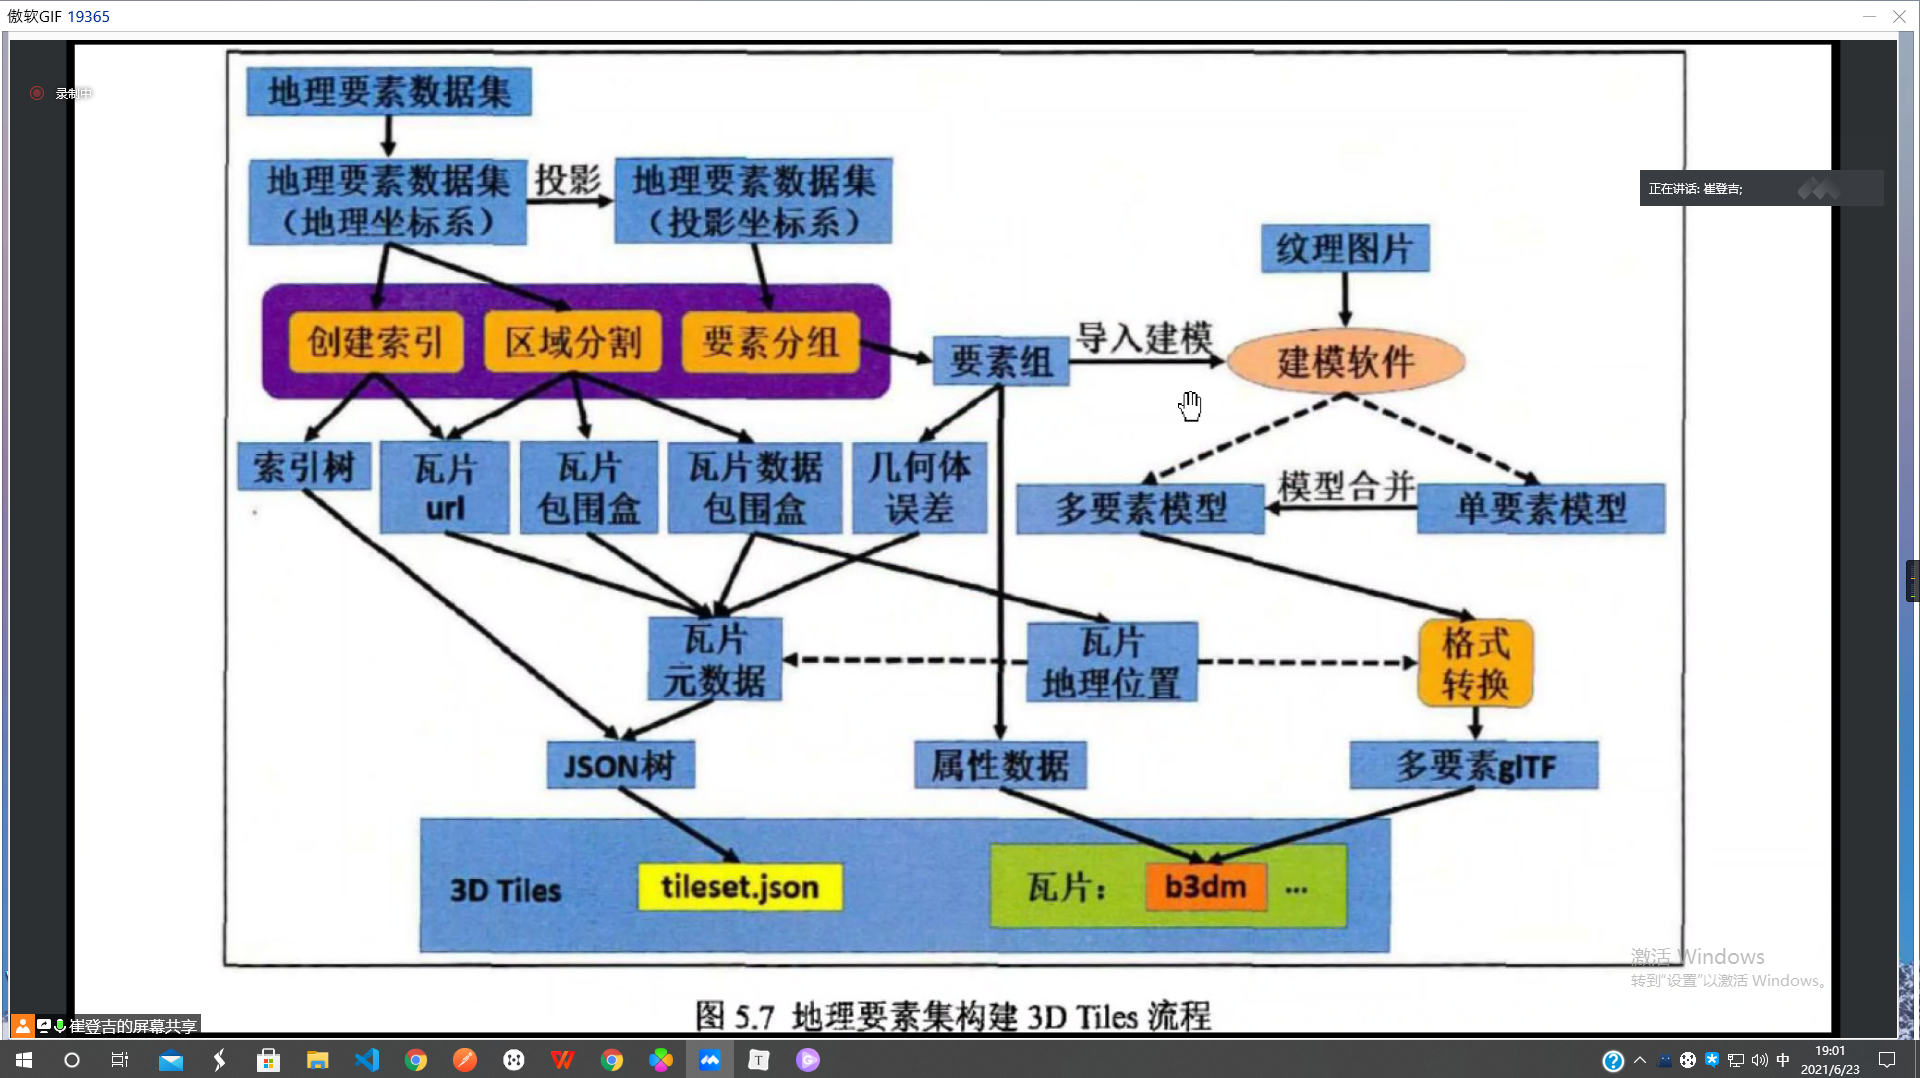 傲软GIF 19365
录制中
正在讲话: 崔登吉;
地理要素数据集
地理要素数据集
(地理坐标系)
投影
地理要素数据集
(投影坐标系)
纹理图片
创建索引
区域分割
要素分组
要素组
导入建模
建模软件
索引树
瓦片
url
瓦片
包围盒
瓦片数据
包围盒
几何体
误差
多要素模型
模型合并
单要素模型
瓦片
元数据
瓦片
地理位置
格式
转换
JSON树
属性数据
多要素glTF
3D Tiles
tileset.json
瓦片:
b3dm
...
激活 Windows
转到“设置”以激活 Windows。
图 5.7 地理要素集构建 3D Tiles 流程
崔登吉的屏幕共享
中
19:01
2021/6/23